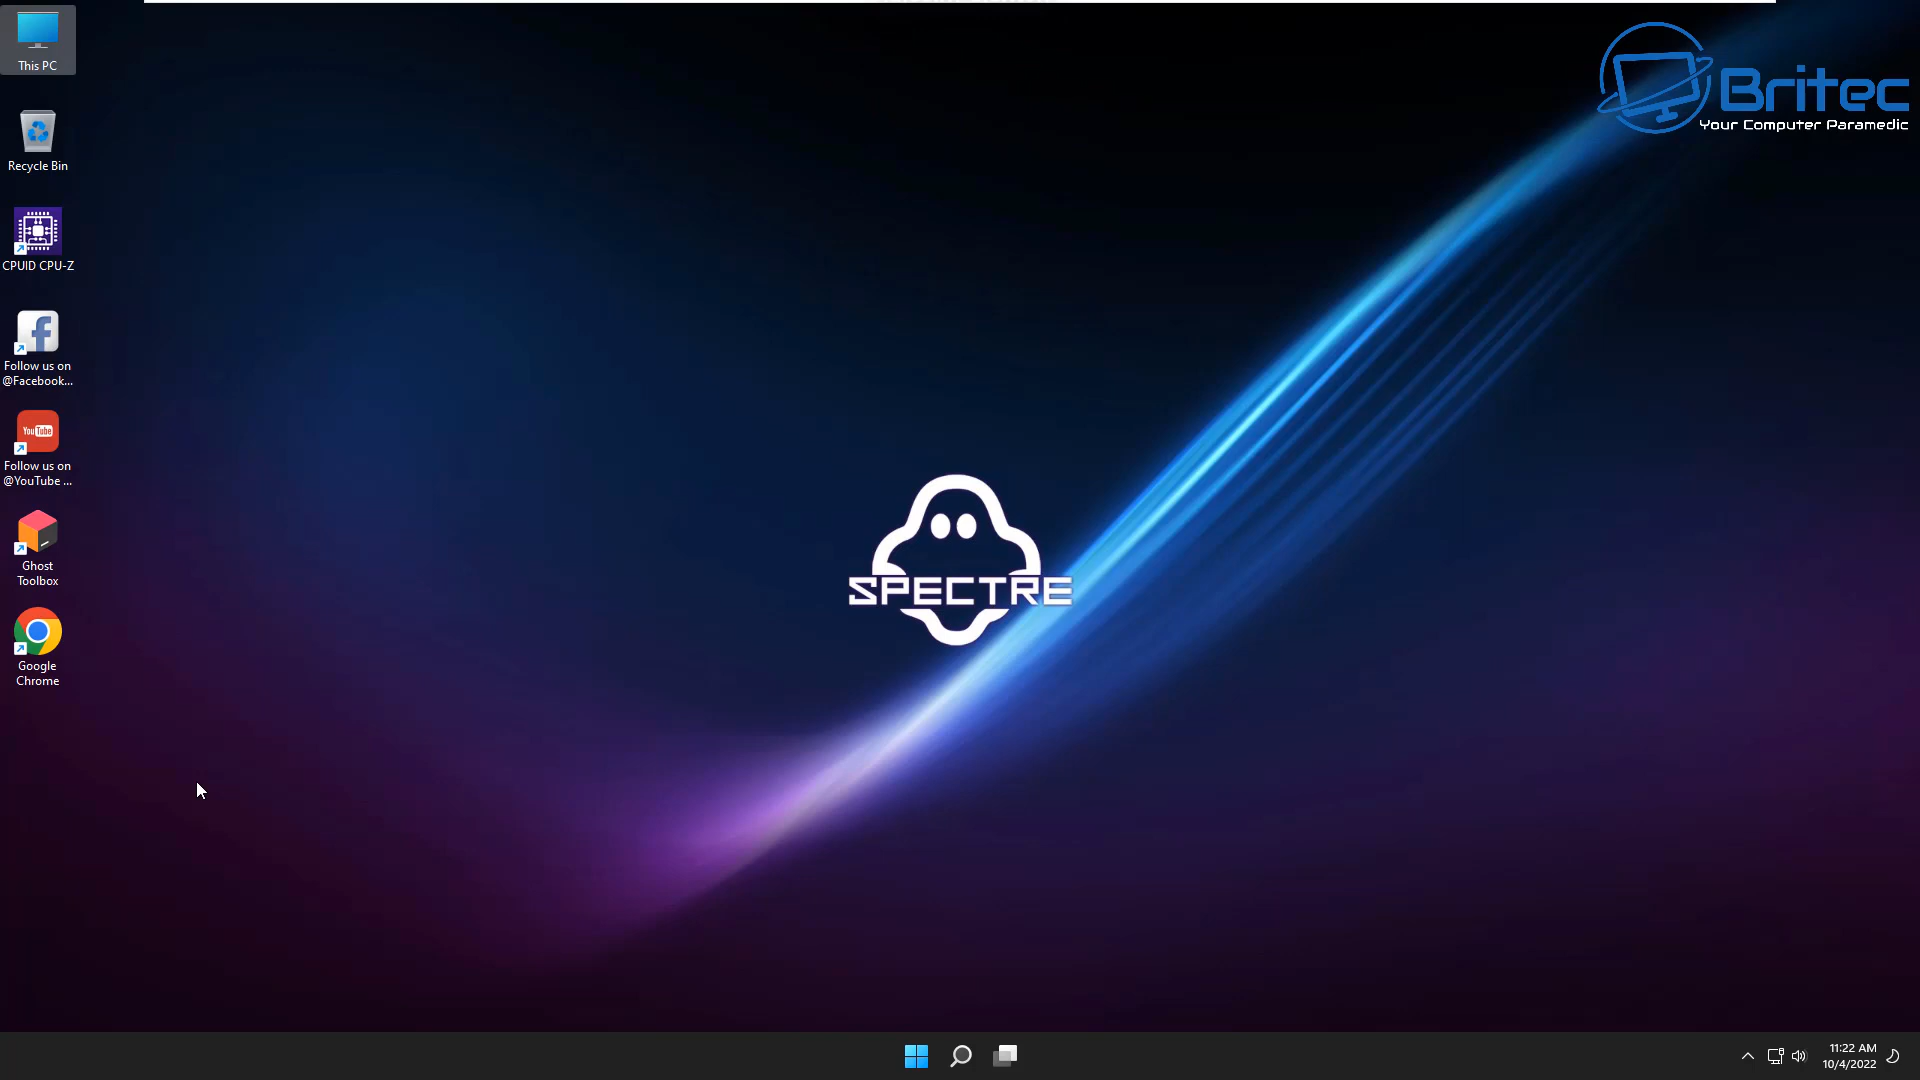 This PC
Recycle Bin
CPUID CPU-Z
Follow us on
@Facebook...
Follow us on
YouTube
@YouTube ...
Ghost
Toolbox
Google
Chrome
Britec
Your Computer Paramedic
SPECTRE
11:22 AM
10/4/2022